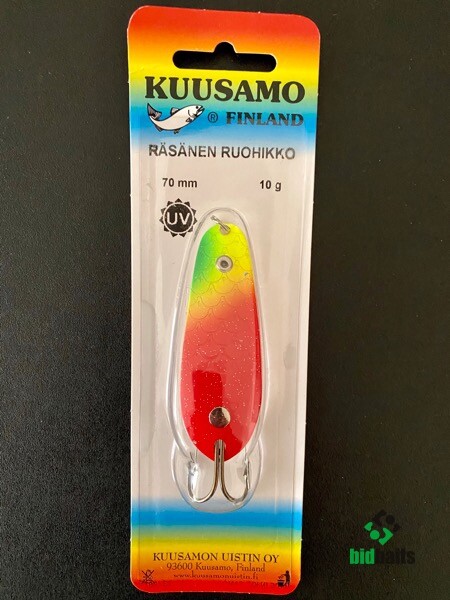 KUUSAMO
® FINLAND
RÄSÄNEN RUOHIKKO
70 mm 10 g
UV
KUUSAMON UISTIN OY
93600 Kuusamo, Finland
www.kuusamonuistin.fi
bidbaits